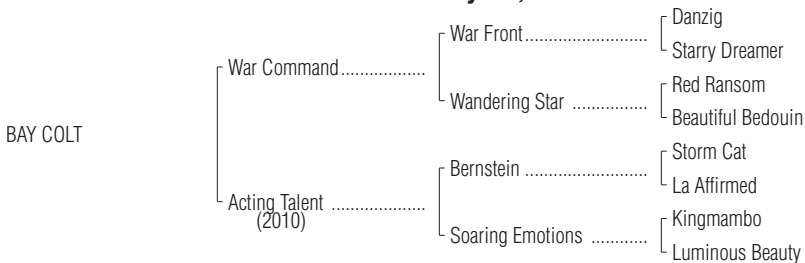 Danzig
War Front.........................
Starry Dreamer
War Command..................
Red Ransom
Wandering Star ................
Beautiful Bedouin
BAY COLT
Storm Cat
Bernstein ..........................
La Affirmed
Acting Talent ....................
(2010)
Kingmambo
Soaring Emotions ............
Luminous Beauty